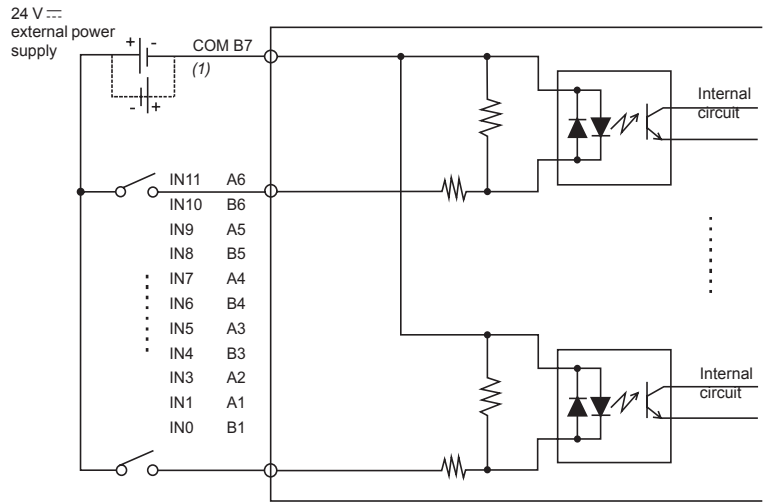 24 V ⎓
external power
supply
+ -
COM B7
(1)
- +
Internal
circuit
IN11 A6
IN10 B6
IN9 A5
IN8 B5
IN7 A4
IN6 B4
IN5 A3
IN4 B3
IN3 A2
IN1 A1
IN0 B1
Internal
circuit